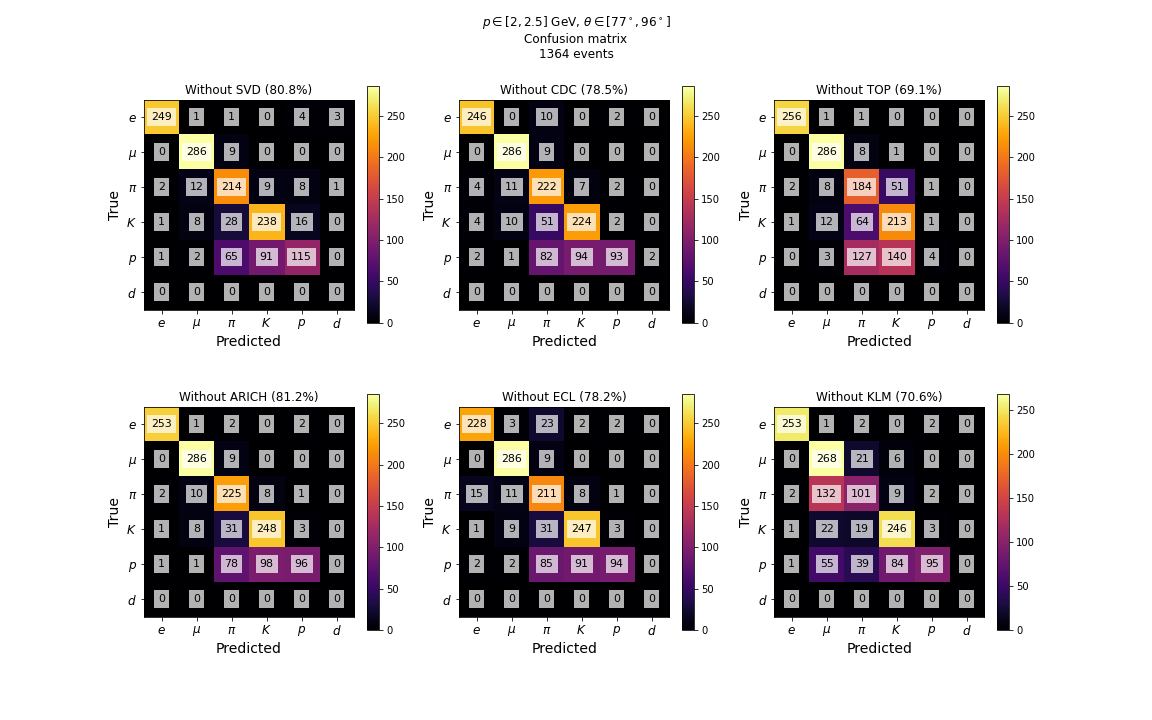 p ∈ [2, 2.5] GeV, θ ∈ [77°, 96°]
Confusion matrix
1364 events
Without SVD (80.8%)
True
e 249 1 1 0 4 3
μ 0 286 9 0 0 0
π 2 12 214 9 8 1
K 1 8 28 238 16 0
p 1 2 65 91 115 0
d 0 0 0 0 0 0
e μ π K p d
Predicted
250
200
150
100
50
0
Without CDC (78.5%)
True
e 246 0 10 0 2 0
μ 0 286 9 0 0 0
π 4 11 222 7 2 0
K 4 10 51 224 2 0
p 2 1 82 94 93 2
d 0 0 0 0 0 0
e μ π K p d
Predicted
250
200
150
100
50
0
Without TOP (69.1%)
True
e 256 1 1 0 0 0
μ 0 286 8 1 0 0
π 2 8 184 51 1 0
K 1 12 64 213 1 0
p 0 3 127 140 4 0
d 0 0 0 0 0 0
e μ π K p d
Predicted
250
200
150
100
50
0
Without ARICH (81.2%)
True
e 253 1 2 0 2 0
μ 0 286 9 0 0 0
π 2 10 225 8 1 0
K 1 8 31 248 3 0
p 1 1 78 98 96 0
d 0 0 0 0 0 0
e μ π K p d
Predicted
250
200
150
100
50
0
Without ECL (78.2%)
True
e 228 3 23 2 2 0
μ 0 286 9 0 0 0
π 15 11 211 8 1 0
K 1 9 31 247 3 0
p 2 2 85 91 94 0
d 0 0 0 0 0 0
e μ π K p d
Predicted
250
200
150
100
50
0
Without KLM (70.6%)
True
e 253 1 2 0 2 0
μ 0 268 21 6 0 0
π 2 132 101 9 2 0
K 1 22 19 246 3 0
p 1 55 39 84 95 0
d 0 0 0 0 0 0
e μ π K p d
Predicted
250
200
150
100
50
0